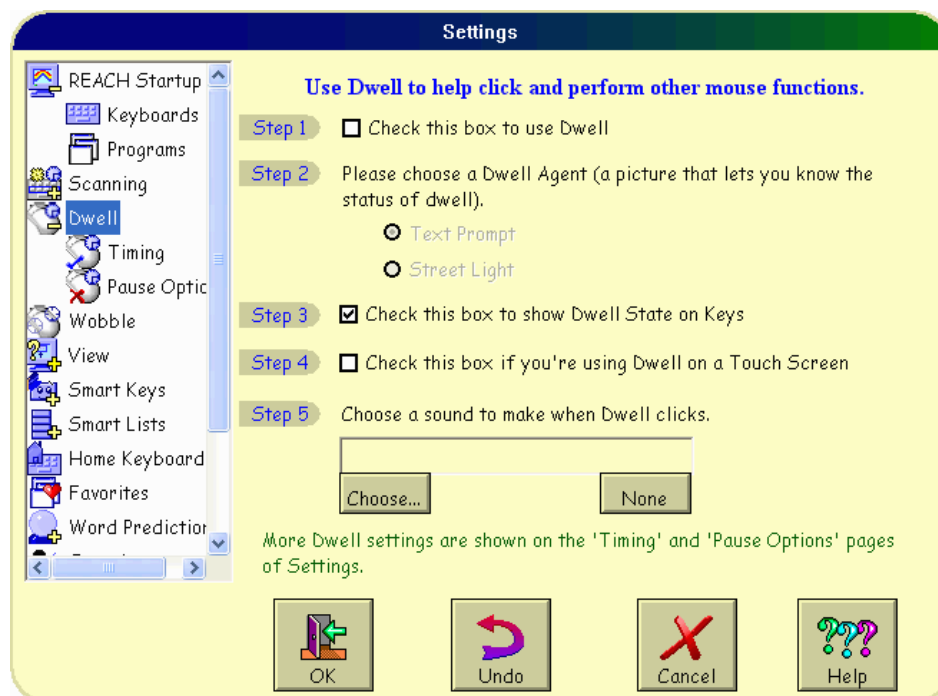 Settings
REACH Startup
Keyboards
Programs
Scanning
Dwell
Timing
Pause Optic
Wobble
View
Smart Keys
Smart Lists
Home Keyboard
Favorites
Word Prediction
Use Dwell to help click and perform other mouse functions.
Step 1 Check this box to use Dwell
Step 2 Please choose a Dwell Agent (a picture that lets you know the
status of dwell).
Text Prompt
Street Light
Step 3 Check this box to show Dwell State on Keys
Step 4 Check this box if you're using Dwell on a Touch Screen
Step 5 Choose a sound to make when Dwell clicks.
Choose... None
More Dwell settings are shown on the 'Timing' and 'Pause Options' pages
of Settings.
OK Undo Cancel Help